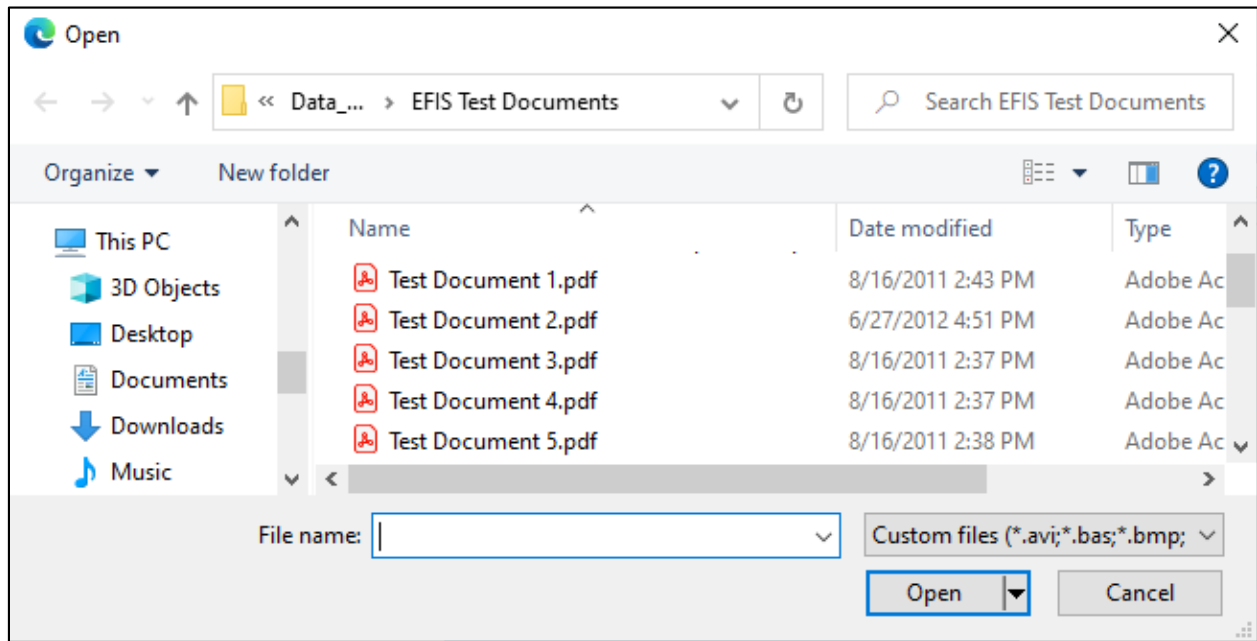 Open
« Data_... > EFIS Test Documents
Search EFIS Test Documents
Organize
New folder
?
Name
Date modified
Type
This PC
3D Objects
Desktop
Documents
Downloads
Music
Test Document 1.pdf 8/16/2011 2:43 PM Adobe Ac
Test Document 2.pdf 6/27/2012 4:51 PM Adobe Ac
Test Document 3.pdf 8/16/2011 2:37 PM Adobe Ac
Test Document 4.pdf 8/16/2011 2:37 PM Adobe Ac
Test Document 5.pdf 8/16/2011 2:38 PM Adobe Ac
File name:
Custom files (*.avi;*.bas;*.bmp;
Open
Cancel